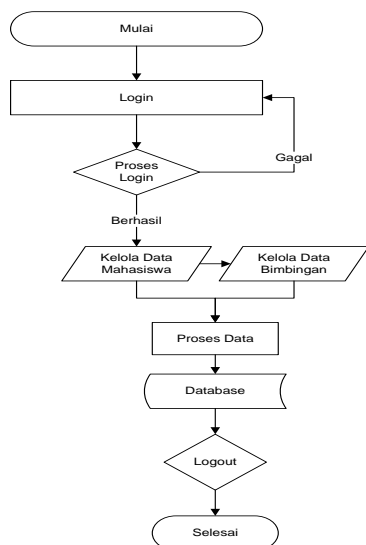 Mulai
Login
Proses
Login
Gagal
Berhasil
Kelola Data
Mahasiswa
Kelola Data
Bimbingan
Proses Data
Database
Logout
Selesai